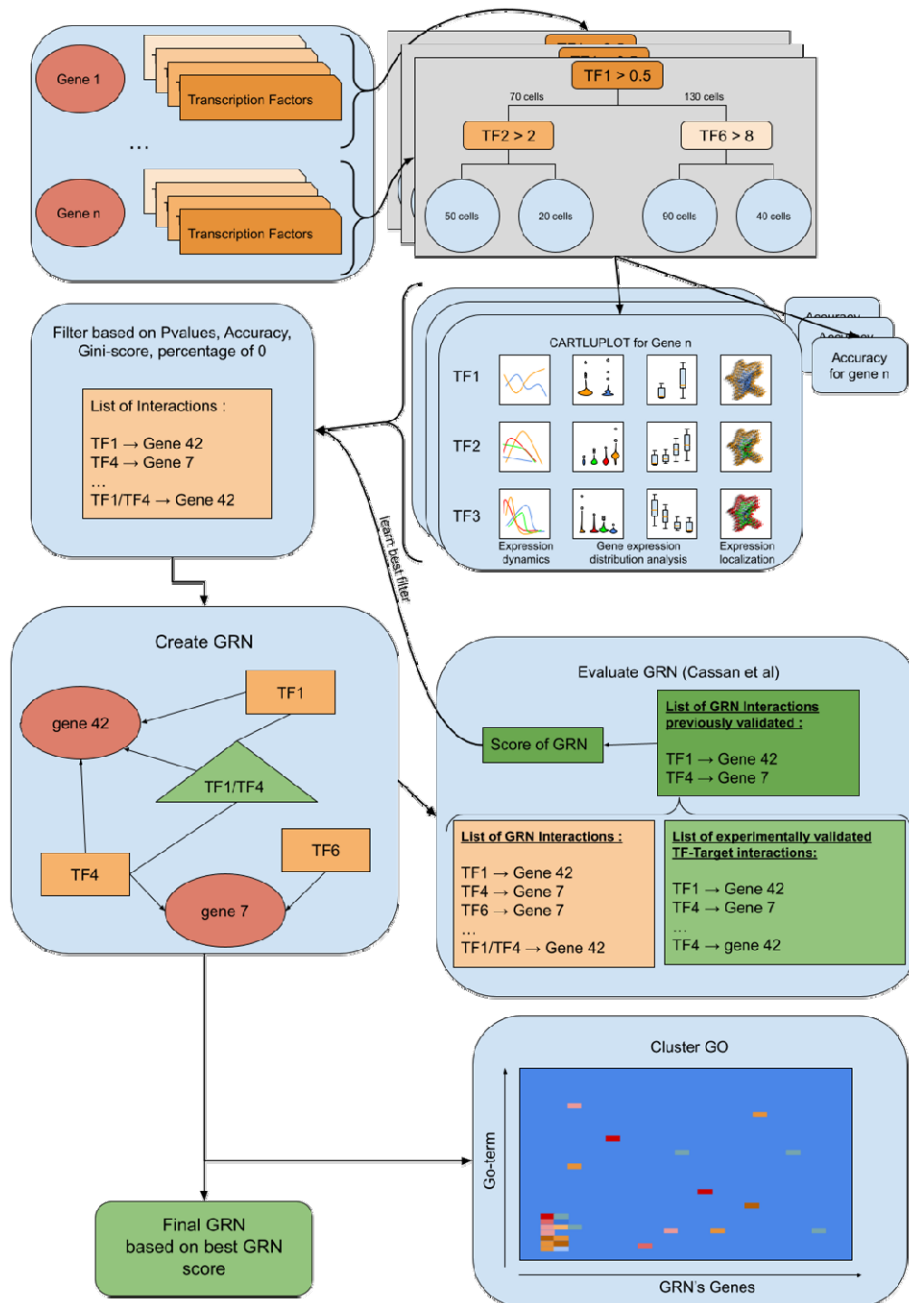 Gene 1
Transcription Factors
...
Gene n
Transcription Factors
TF1 > 0.5
70 cells
130 cells
TF2 > 2
TF6 > 8
50 cells
20 cells
90 cells
40 cells
Filter based on Pvalues, Accuracy,
Gini-score, percentage of 0
List of Interactions :
TF1 → Gene 42
TF4 → Gene 7
...
TF1/TF4 → Gene 42
CARTLUPLOT for Gene n
TF1
TF2
TF3
Expression
dynamics
Gene expression
distribution analysis
Expression
localization
Accuracy
for gene n
learn best filter
Create GRN
TF1
gene 42
TF1/TF4
TF6
TF4
gene 7
Evaluate GRN (Cassan et al)
Score of GRN
List of GRN Interactions
previously validated :
TF1 → Gene 42
TF4 → Gene 7
List of GRN Interactions :
TF1 → Gene 42
TF4 → Gene 7
TF6 → Gene 7
...
TF1/TF4 → Gene 42
List of experimentally validated
TF-Target interactions:
TF1 → Gene 42
TF4 → Gene 7
...
TF4 → gene 42
Cluster GO
Go-term
GRN's Genes
Final GRN
based on best GRN
score